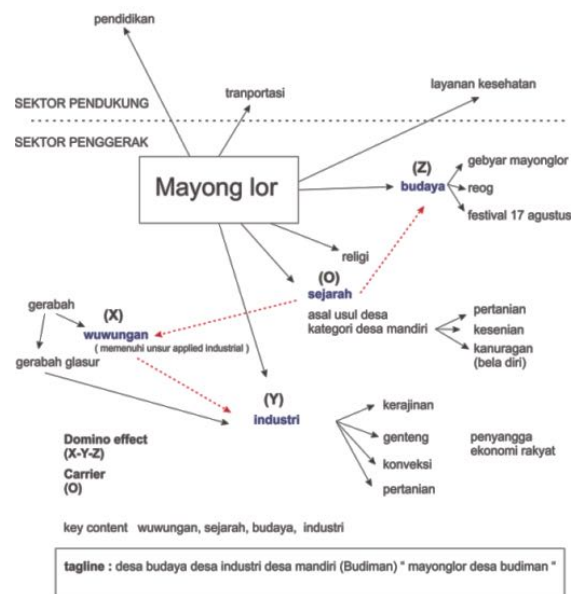 pendidikan
layanan kesehatan
tranportasi
SEKTOR PENDUKUNG
SEKTOR PENGGERAK
Mayong lor
(Z)
budaya
gebyar mayonglor
reog
festival 17 agustus
religi
(O)
sejarah
asal usul desa
kategori desa mandiri
pertanian
kesenian
kanuragan
(bela diri)
gerabah
(X)
wuwungan
( memenuhi unsur applied industrial )
gerabah glasur
(Y)
industri
kerajinan
genteng
konveksi
pertanian
penyangga
ekonomi rakyat
Domino effect
(X-Y-Z)
Carrier
(O)
key content wuwungan, sejarah, budaya, industri
tagline : desa budaya desa industri desa mandiri (Budiman) " mayonglor desa budiman "